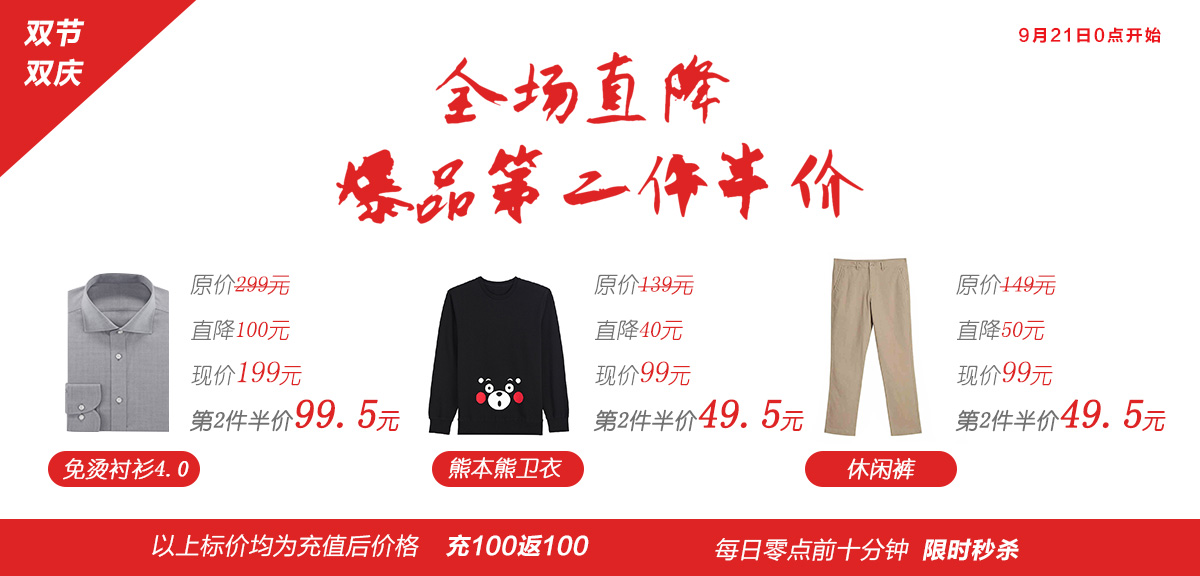 双节
双庆
9月21日0点开始
全场直降
爆品第二件半价
原价299元
直降100元
现价199元
第2件半价99.5元
免烫衬衫4.0
原价139元
直降40元
现价99元
第2件半价49.5元
熊本熊卫衣
原价149元
直降50元
现价99元
第2件半价49.5元
休闲裤
以上标价均为充值后价格 充100返100
每日零点前十分钟 限时秒杀